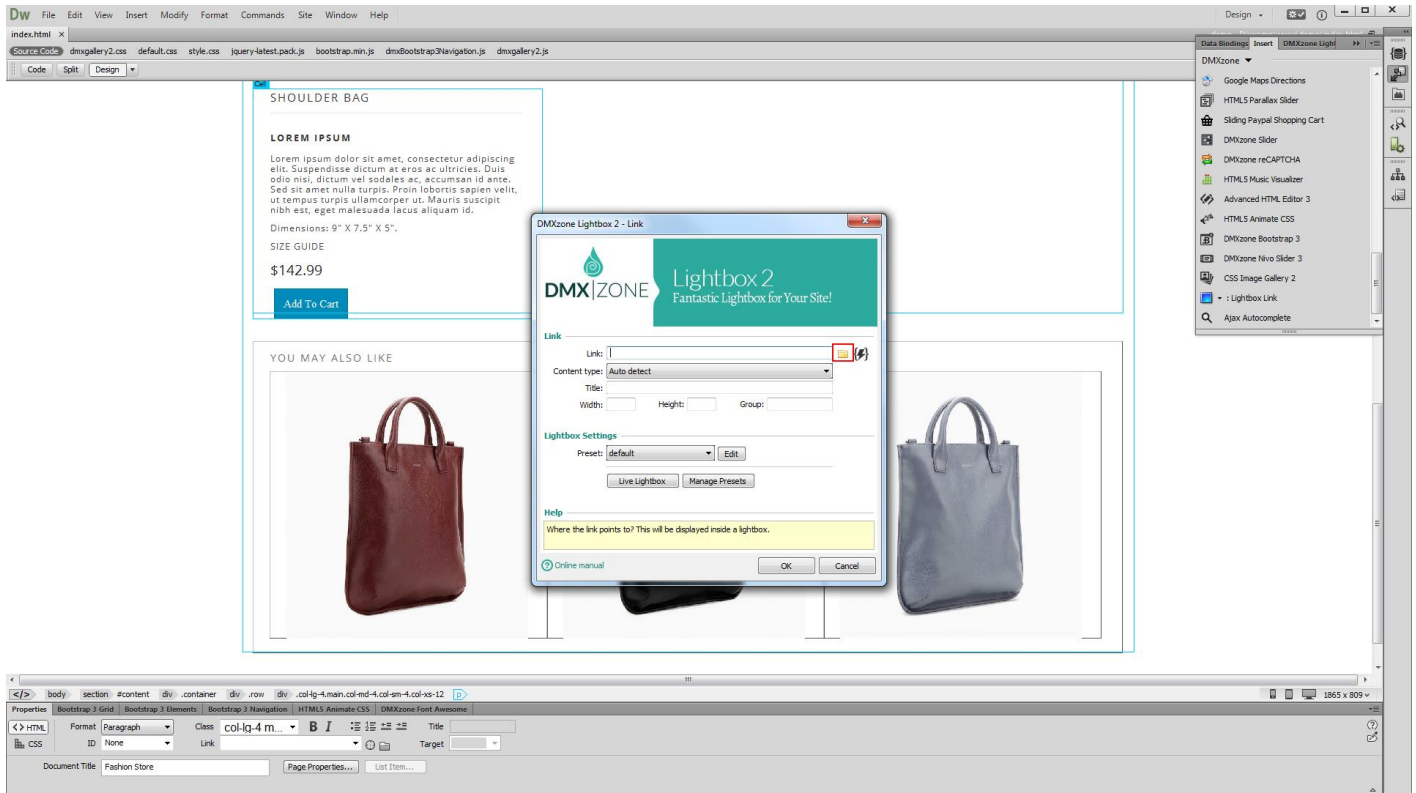 DW File Edit View Insert Modify Format Commands Site Window Help
Design
index.html
Source Code dmxgallery2.css default.css style.css jquery-latest.pack.js bootstrap.min.js dmxBootstrap3Navigation.js dmxgallery2.js
Code Split Design
Cell
SHOULDER BAG
LOREM IPSUM
Lorem ipsum dolor sit amet, consectetur adipiscing
elit. Suspendisse dictum at eros ac ultricies. Duis
odio nisi, dictum vel sodales ac, accumsan id ante.
Sed sit amet nulla turpis. Proin lobortis sapien velit,
ut tempus turpis ullamcorper ut. Mauris suscipit
nibh est, eget malesuada lacus aliquam id.
Dimensions: 9" X 7.5" X 5".
SIZE GUIDE
$142.99
Add To Cart
YOU MAY ALSO LIKE
DMXzone Lightbox 2 - Link
DMX|ZONE
Lightbox 2
Fantastic Lightbox for Your Site!
Link
Link:
Content type: Auto detect
Title:
Width: Height: Group:
Lightbox Settings
Preset: default Edit
Live Lightbox Manage Presets
Help
Where the link points to? This will be displayed inside a lightbox.
Online manual OK Cancel
Data Bindings Insert DMXzone Light
DMXzone
Google Maps Directions
HTML5 Parallax Slider
Sliding Paypal Shopping Cart
DMXzone Slider
DMXzone reCAPTCHA
HTML5 Music Visualizer
Advanced HTML Editor 3
HTML5 Animate CSS
DMXzone Bootstrap 3
DMXzone Nivo Slider 3
CSS Image Gallery 2
: Lightbox Link
Ajax Autocomplete
</> body section #content div .container div .row div .col-lg-4.main.col-md-4.col-sm-4.col-xs-12 p
1865 x 809
Properties Bootstrap 3 Grid Bootstrap 3 Elements Bootstrap 3 Navigation HTML5 Animate CSS DMXzone Font Awesome
<> HTML Format Paragraph Class col-lg-4 m... B I Title
CSS ID None Link Target
Document Title Fashion Store Page Properties... List Item...